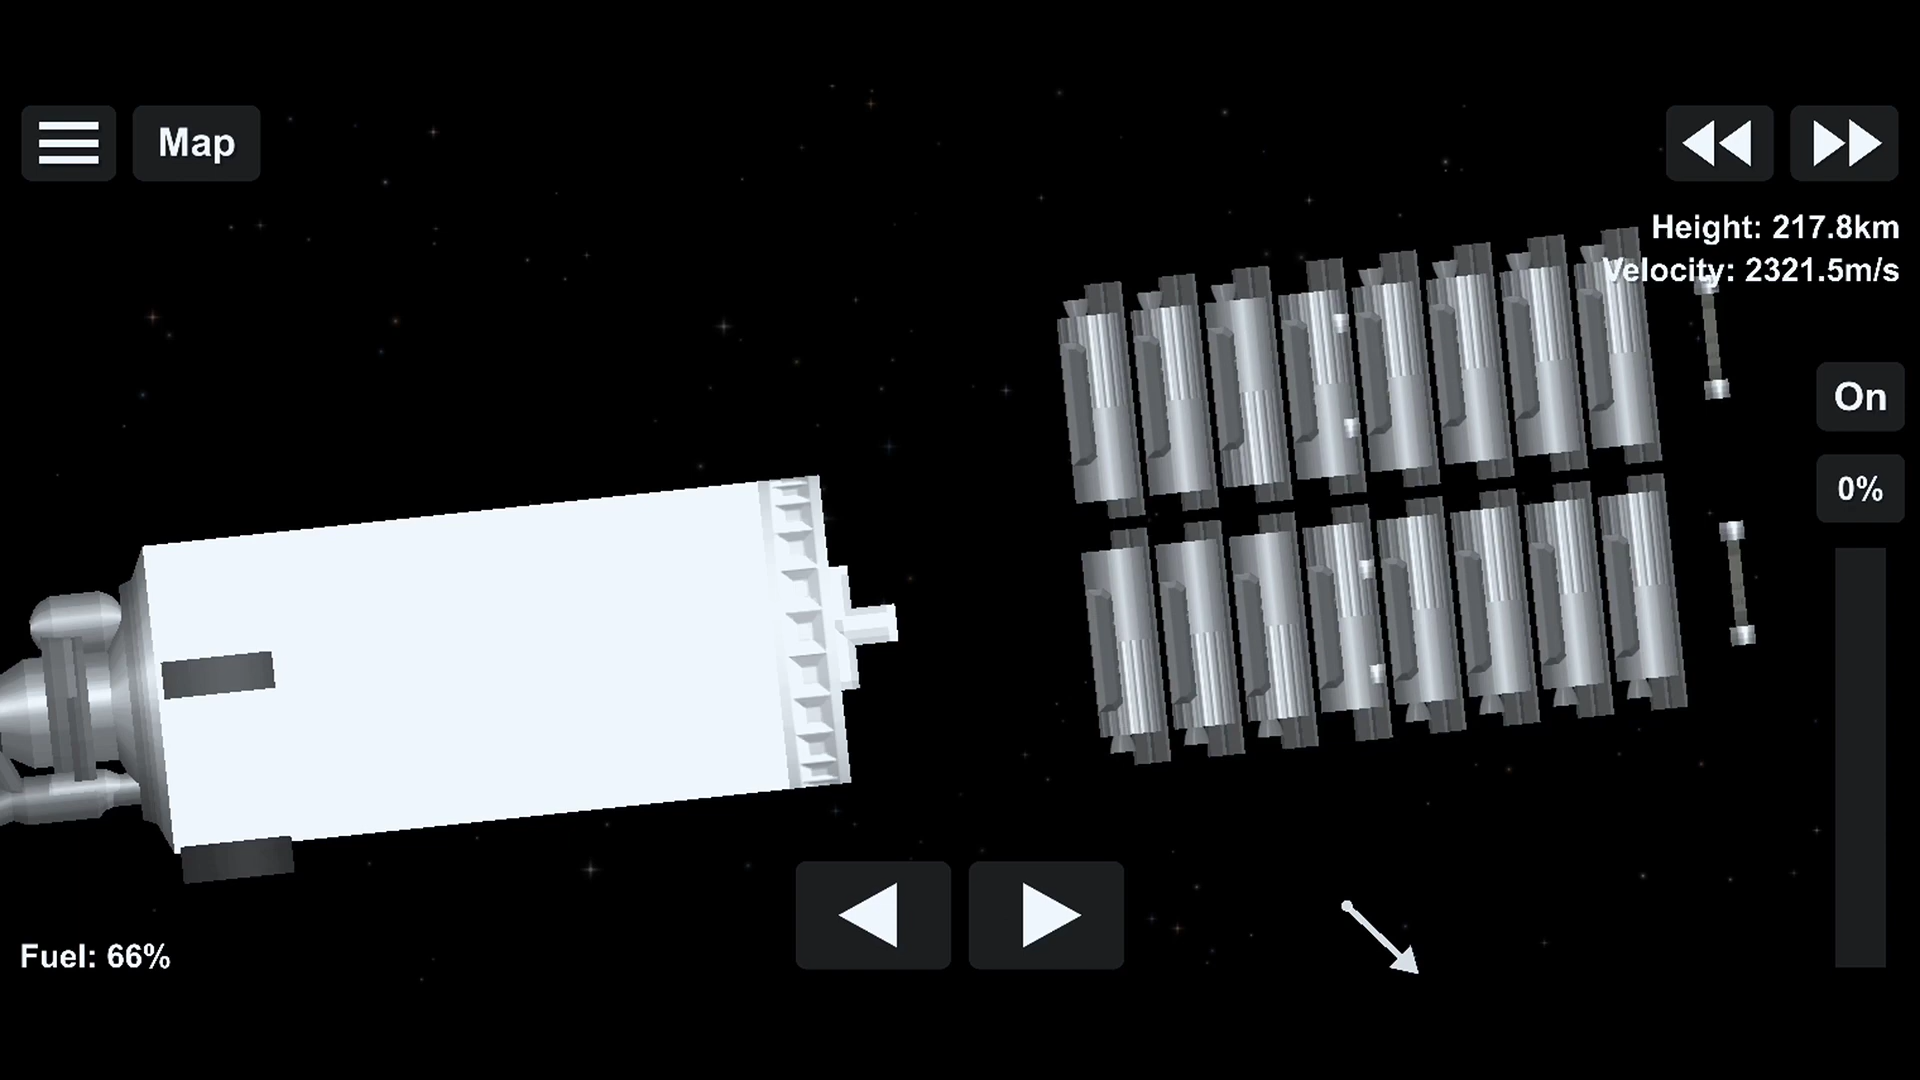 Map
Height: 217.8km
Velocity: 2321.5m/s
On
0%
Fuel: 66%